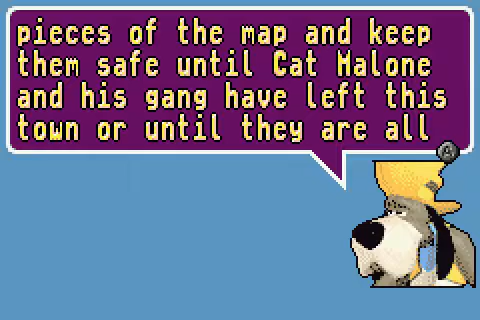 pieces of the map and keep
them safe until Cat Malone
and his gang have left this
town or until they are all
A